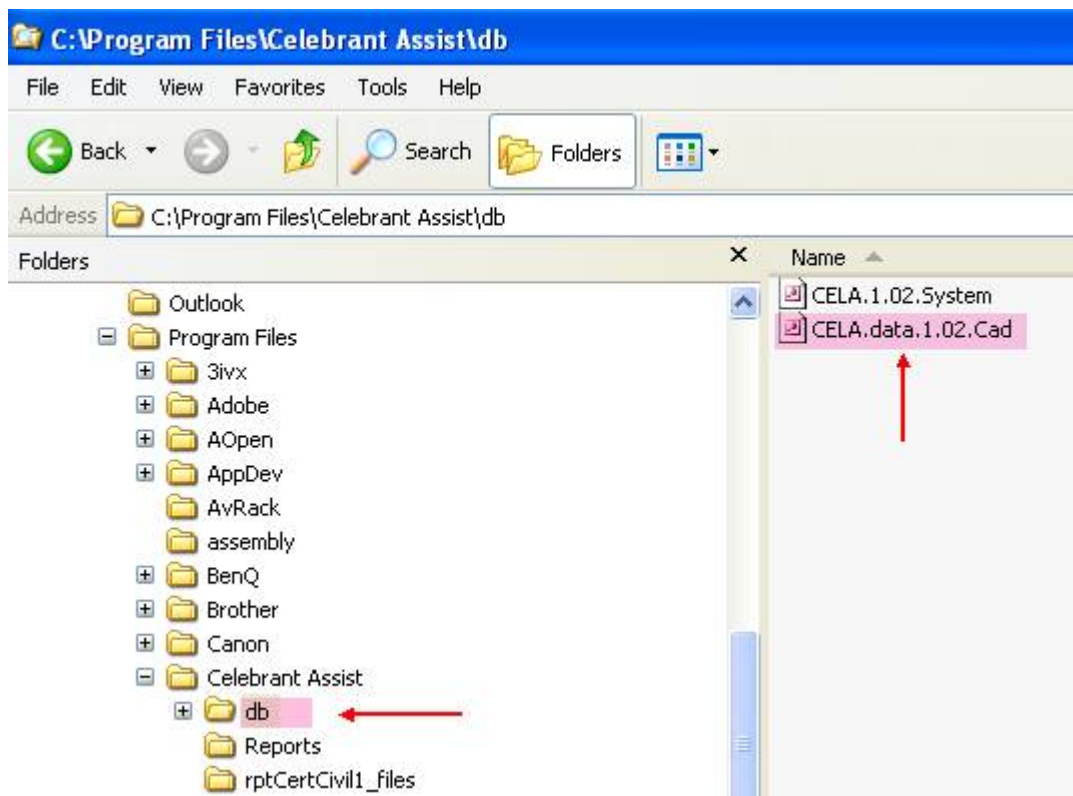 C:\Program Files\Celebrant Assist\db
File Edit View Favorites Tools Help
Back Search Folders
Address C:\Program Files\Celebrant Assist\db
Folders
Name
Outlook
Program Files
3ivx
Adobe
AOpen
AppDev
AvRack
assembly
BenQ
Brother
Canon
Celebrant Assist
db
Reports
rptCertCivil1_files
CELA.1.02.System
CELA.data.1.02.Cad